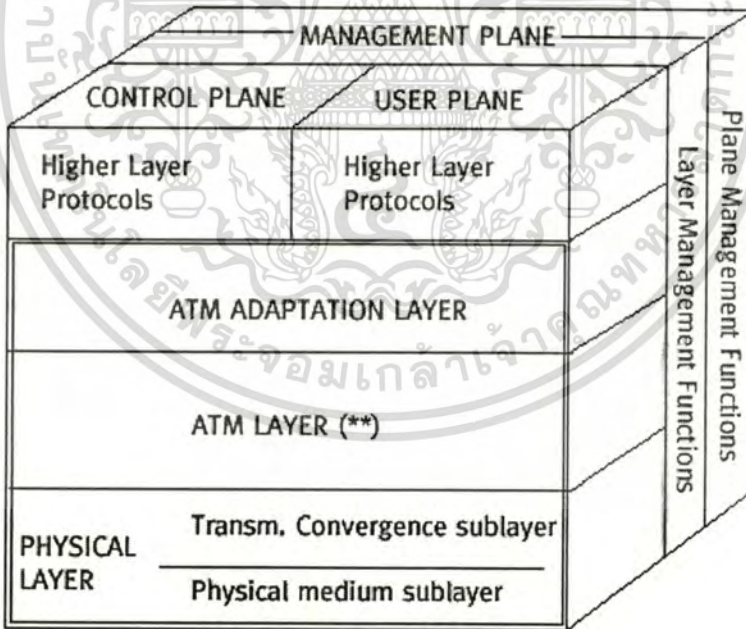 MANAGEMENT PLANE
CONTROL PLANE
USER PLANE
Higher Layer
Protocols
Higher Layer
Protocols
ATM ADAPTATION LAYER
ATM LAYER (**)
PHYSICAL
LAYER
Transm. Convergence sublayer
Physical medium sublayer
Layer Management Functions
Plane Management Functions